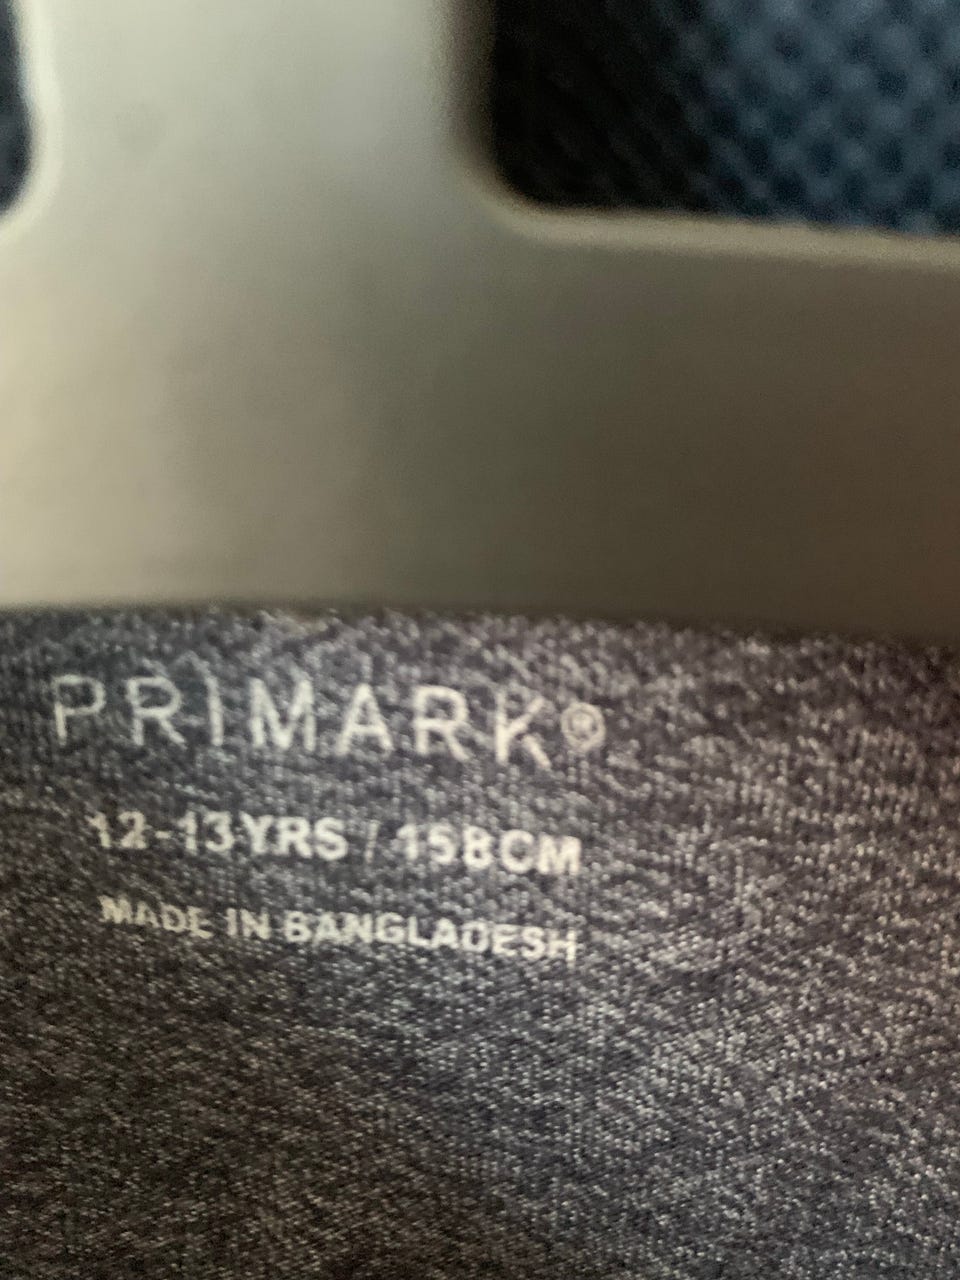 PRIMARK®
12-13YRS / 158CM
MADE IN BANGLADESH